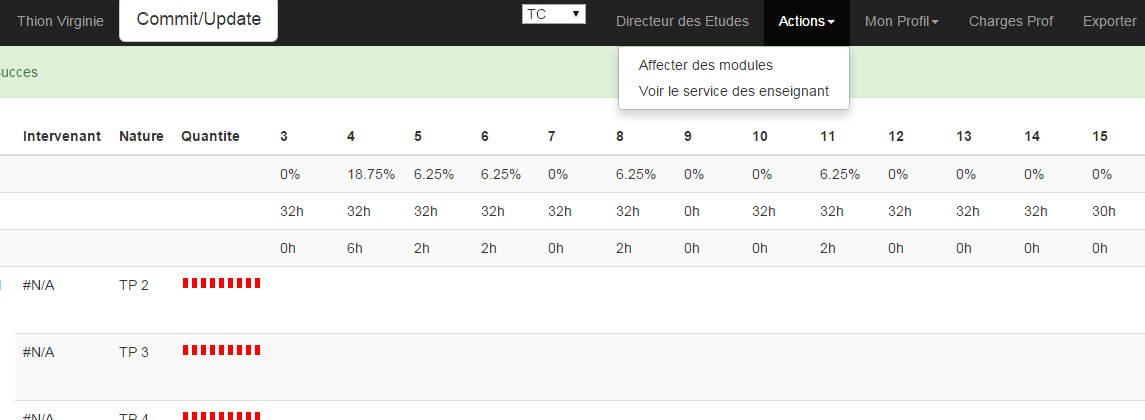 Thion Virginie Commit/Update TC Directeur des Etudes Actions Mon Profil Charges Prof Exporter
succes
Affecter des modules
Voir le service des enseignant
Intervenant Nature Quantite 3 4 5 6 7 8 9 10 11 12 13 14 15
0% 18.75% 6.25% 6.25% 0% 6.25% 0% 0% 6.25% 0% 0% 0% 0%
32h 32h 32h 32h 32h 32h 0h 32h 32h 32h 32h 32h 30h
0h 6h 2h 2h 0h 2h 0h 0h 2h 0h 0h 0h 0h
#N/A TP 2
#N/A TP 3
#N/A TP 4